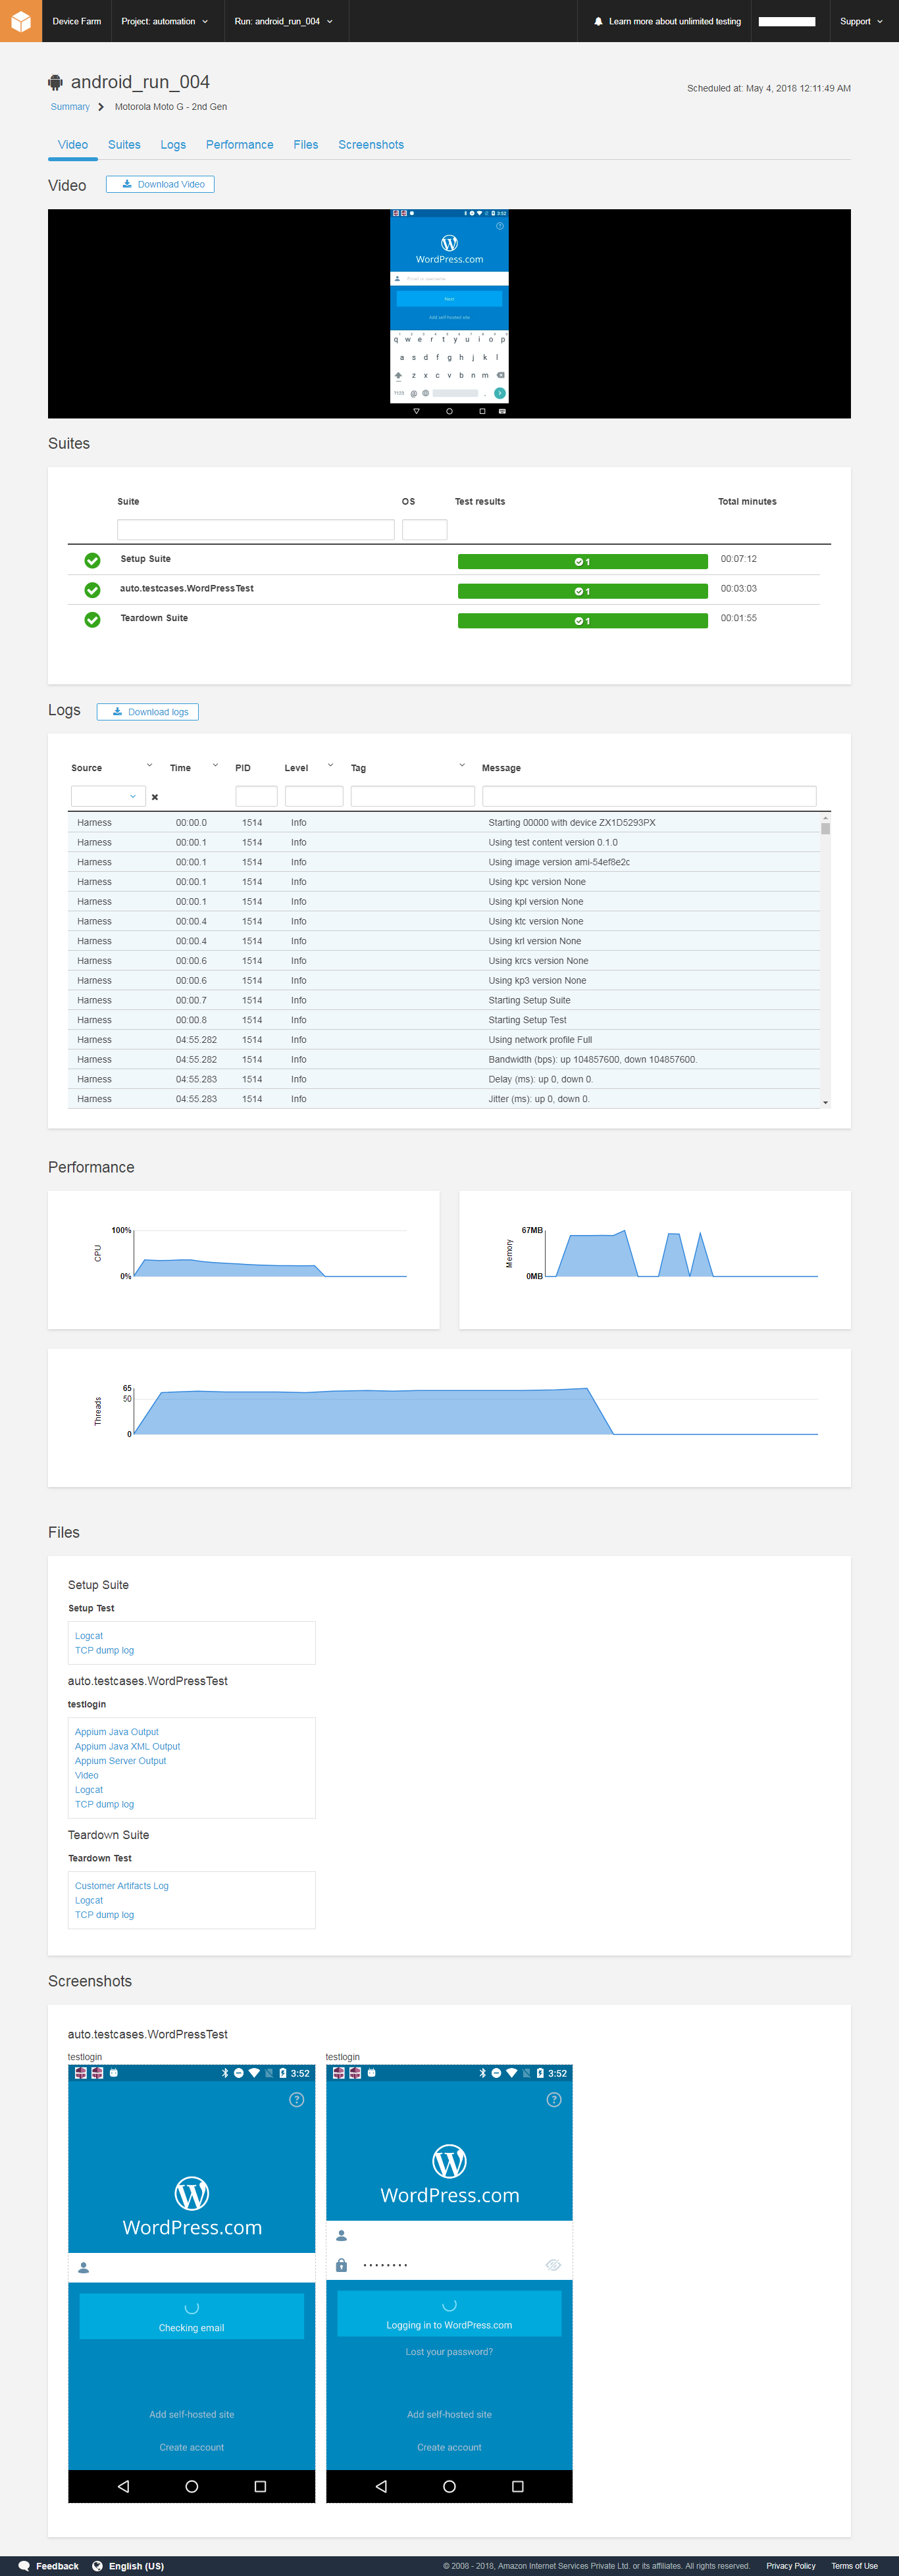 Device Farm Project: automation Run: android_run_004 Learn more about unlimited testing Support
android_run_004
Scheduled at: May 4, 2018 12:11:49 AM
Summary Motorola Moto G - 2nd Gen
Video Suites Logs Performance Files Screenshots
Video Download Video
3:52
WordPress.com
Next
Add self-hosted site
q w e r t y u i o p
a s d f g h j k l
z x c v b n m
?123 @ .
Suites
Suite OS Test results Total minutes
Setup Suite 1 00:07:12
auto.testcases.WordPressTest 1 00:03:03
Teardown Suite 1 00:01:55
Logs Download logs
Source Time PID Level Tag Message
Harness 00:00.0 1514 Info Starting 00000 with device ZX1D5293PX
Harness 00:00.1 1514 Info Using test content version 0.1.0
Harness 00:00.1 1514 Info Using image version ami-54ef8e2c
Harness 00:00.1 1514 Info Using kpc version None
Harness 00:00.1 1514 Info Using kpl version None
Harness 00:00.4 1514 Info Using ktc version None
Harness 00:00.4 1514 Info Using krl version None
Harness 00:00.6 1514 Info Using krcs version None
Harness 00:00.6 1514 Info Using kp3 version None
Harness 00:00.7 1514 Info Starting Setup Suite
Harness 00:00.8 1514 Info Starting Setup Test
Harness 04:55.282 1514 Info Using network profile Full
Harness 04:55.282 1514 Info Bandwidth (bps): up 104857600, down 104857600.
Harness 04:55.283 1514 Info Delay (ms): up 0, down 0.
Harness 04:55.283 1514 Info Jitter (ms): up 0, down 0.
Performance
100%
CPU
0%
67MB
Memory
0MB
65
50
Threads
0
Files
Setup Suite
Setup Test
Logcat
TCP dump log
auto.testcases.WordPressTest
testlogin
Appium Java Output
Appium Java XML Output
Appium Server Output
Video
Logcat
TCP dump log
Teardown Suite
Teardown Test
Customer Artifacts Log
Logcat
TCP dump log
Screenshots
auto.testcases.WordPressTest
testlogin
3:52
WordPress.com
Checking email
Add self-hosted site
Create account
testlogin
3:52
WordPress.com
Logging in to WordPress.com
Lost your password?
Add self-hosted site
Create account
Feedback English (US) © 2008 - 2018, Amazon Internet Services Private Ltd. or its affiliates. All rights reserved. Privacy Policy Terms of Use